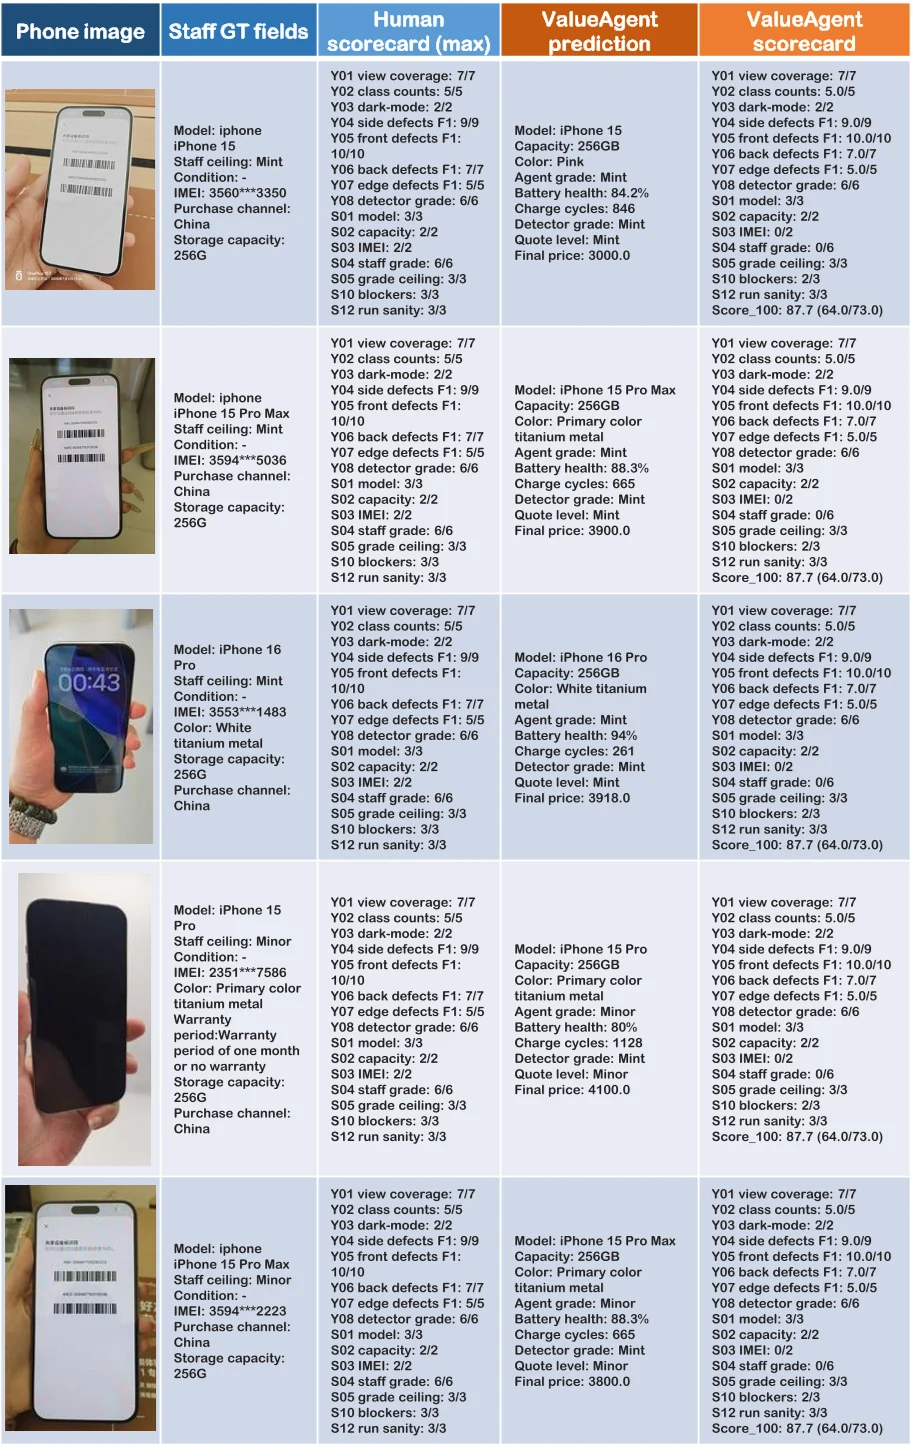 Phone image
Staff GT fields
Human
scorecard (max)
ValueAgent
prediction
ValueAgent
scorecard
Model: iphone
iPhone 15
Staff ceiling: Mint
Condition: -
IMEI: 3560***3350
Purchase channel:
China
Storage capacity:
256G
Y01 view coverage: 7/7
Y02 class counts: 5/5
Y03 dark-mode: 2/2
Y04 side defects F1: 9/9
Y05 front defects F1:
10/10
Y06 back defects F1: 7/7
Y07 edge defects F1: 5/5
Y08 detector grade: 6/6
S01 model: 3/3
S02 capacity: 2/2
S03 IMEI: 2/2
S04 staff grade: 6/6
S05 grade ceiling: 3/3
S10 blockers: 3/3
S12 run sanity: 3/3
Model: iPhone 15
Capacity: 256GB
Color: Pink
Agent grade: Mint
Battery health: 84.2%
Charge cycles: 846
Detector grade: Mint
Quote level: Mint
Final price: 3000.0
Y01 view coverage: 7/7
Y02 class counts: 5.0/5
Y03 dark-mode: 2/2
Y04 side defects F1: 9.0/9
Y05 front defects F1: 10.0/10
Y06 back defects F1: 7.0/7
Y07 edge defects F1: 5.0/5
Y08 detector grade: 6/6
S01 model: 3/3
S02 capacity: 2/2
S03 IMEI: 0/2
S04 staff grade: 0/6
S05 grade ceiling: 3/3
S10 blockers: 2/3
S12 run sanity: 3/3
Score_100: 87.7 (64.0/73.0)
Model: iphone
iPhone 15 Pro Max
Staff ceiling: Mint
Condition: -
IMEI: 3594***5036
Purchase channel:
China
Storage capacity:
256G
Y01 view coverage: 7/7
Y02 class counts: 5/5
Y03 dark-mode: 2/2
Y04 side defects F1: 9/9
Y05 front defects F1:
10/10
Y06 back defects F1: 7/7
Y07 edge defects F1: 5/5
Y08 detector grade: 6/6
S01 model: 3/3
S02 capacity: 2/2
S03 IMEI: 2/2
S04 staff grade: 6/6
S05 grade ceiling: 3/3
S10 blockers: 3/3
S12 run sanity: 3/3
Model: iPhone 15 Pro Max
Capacity: 256GB
Color: Primary color
titanium metal
Agent grade: Mint
Battery health: 88.3%
Charge cycles: 665
Detector grade: Mint
Quote level: Mint
Final price: 3900.0
Y01 view coverage: 7/7
Y02 class counts: 5.0/5
Y03 dark-mode: 2/2
Y04 side defects F1: 9.0/9
Y05 front defects F1: 10.0/10
Y06 back defects F1: 7.0/7
Y07 edge defects F1: 5.0/5
Y08 detector grade: 6/6
S01 model: 3/3
S02 capacity: 2/2
S03 IMEI: 0/2
S04 staff grade: 0/6
S05 grade ceiling: 3/3
S10 blockers: 2/3
S12 run sanity: 3/3
Score_100: 87.7 (64.0/73.0)
00:43
Model: iPhone 16
Pro
Staff ceiling: Mint
Condition: -
IMEI: 3553***1483
Color: White
titanium metal
Storage capacity:
256G
Purchase channel:
China
Y01 view coverage: 7/7
Y02 class counts: 5/5
Y03 dark-mode: 2/2
Y04 side defects F1: 9/9
Y05 front defects F1:
10/10
Y06 back defects F1: 7/7
Y07 edge defects F1: 5/5
Y08 detector grade: 6/6
S01 model: 3/3
S02 capacity: 2/2
S03 IMEI: 2/2
S04 staff grade: 6/6
S05 grade ceiling: 3/3
S10 blockers: 3/3
S12 run sanity: 3/3
Model: iPhone 16 Pro
Capacity: 256GB
Color: White titanium
metal
Agent grade: Mint
Battery health: 94%
Charge cycles: 261
Detector grade: Mint
Quote level: Mint
Final price: 3918.0
Y01 view coverage: 7/7
Y02 class counts: 5.0/5
Y03 dark-mode: 2/2
Y04 side defects F1: 9.0/9
Y05 front defects F1: 10.0/10
Y06 back defects F1: 7.0/7
Y07 edge defects F1: 5.0/5
Y08 detector grade: 6/6
S01 model: 3/3
S02 capacity: 2/2
S03 IMEI: 0/2
S04 staff grade: 0/6
S05 grade ceiling: 3/3
S10 blockers: 2/3
S12 run sanity: 3/3
Score_100: 87.7 (64.0/73.0)
Model: iPhone 15
Pro
Staff ceiling: Minor
Condition: -
IMEI: 2351***7586
Color: Primary color
titanium metal
Warranty
period:Warranty
period of one month
or no warranty
Storage capacity:
256G
Purchase channel:
China
Y01 view coverage: 7/7
Y02 class counts: 5/5
Y03 dark-mode: 2/2
Y04 side defects F1: 9/9
Y05 front defects F1:
10/10
Y06 back defects F1: 7/7
Y07 edge defects F1: 5/5
Y08 detector grade: 6/6
S01 model: 3/3
S02 capacity: 2/2
S03 IMEI: 2/2
S04 staff grade: 6/6
S05 grade ceiling: 3/3
S10 blockers: 3/3
S12 run sanity: 3/3
Model: iPhone 15 Pro
Capacity: 256GB
Color: Primary color
titanium metal
Agent grade: Minor
Battery health: 80%
Charge cycles: 1128
Detector grade: Mint
Quote level: Minor
Final price: 4100.0
Y01 view coverage: 7/7
Y02 class counts: 5.0/5
Y03 dark-mode: 2/2
Y04 side defects F1: 9.0/9
Y05 front defects F1: 10.0/10
Y06 back defects F1: 7.0/7
Y07 edge defects F1: 5.0/5
Y08 detector grade: 6/6
S01 model: 3/3
S02 capacity: 2/2
S03 IMEI: 0/2
S04 staff grade: 0/6
S05 grade ceiling: 3/3
S10 blockers: 2/3
S12 run sanity: 3/3
Score_100: 87.7 (64.0/73.0)
Model: iphone
iPhone 15 Pro Max
Staff ceiling: Minor
Condition: -
IMEI: 3594***2223
Purchase channel:
China
Storage capacity:
256G
Y01 view coverage: 7/7
Y02 class counts: 5/5
Y03 dark-mode: 2/2
Y04 side defects F1: 9/9
Y05 front defects F1:
10/10
Y06 back defects F1: 7/7
Y07 edge defects F1: 5/5
Y08 detector grade: 6/6
S01 model: 3/3
S02 capacity: 2/2
S03 IMEI: 2/2
S04 staff grade: 6/6
S05 grade ceiling: 3/3
S10 blockers: 3/3
S12 run sanity: 3/3
Model: iPhone 15 Pro Max
Capacity: 256GB
Color: Primary color
titanium metal
Agent grade: Minor
Battery health: 88.3%
Charge cycles: 665
Detector grade: Mint
Quote level: Minor
Final price: 3800.0
Y01 view coverage: 7/7
Y02 class counts: 5.0/5
Y03 dark-mode: 2/2
Y04 side defects F1: 9.0/9
Y05 front defects F1: 10.0/10
Y06 back defects F1: 7.0/7
Y07 edge defects F1: 5.0/5
Y08 detector grade: 6/6
S01 model: 3/3
S02 capacity: 2/2
S03 IMEI: 0/2
S04 staff grade: 0/6
S05 grade ceiling: 3/3
S10 blockers: 2/3
S12 run sanity: 3/3
Score_100: 87.7 (64.0/73.0)